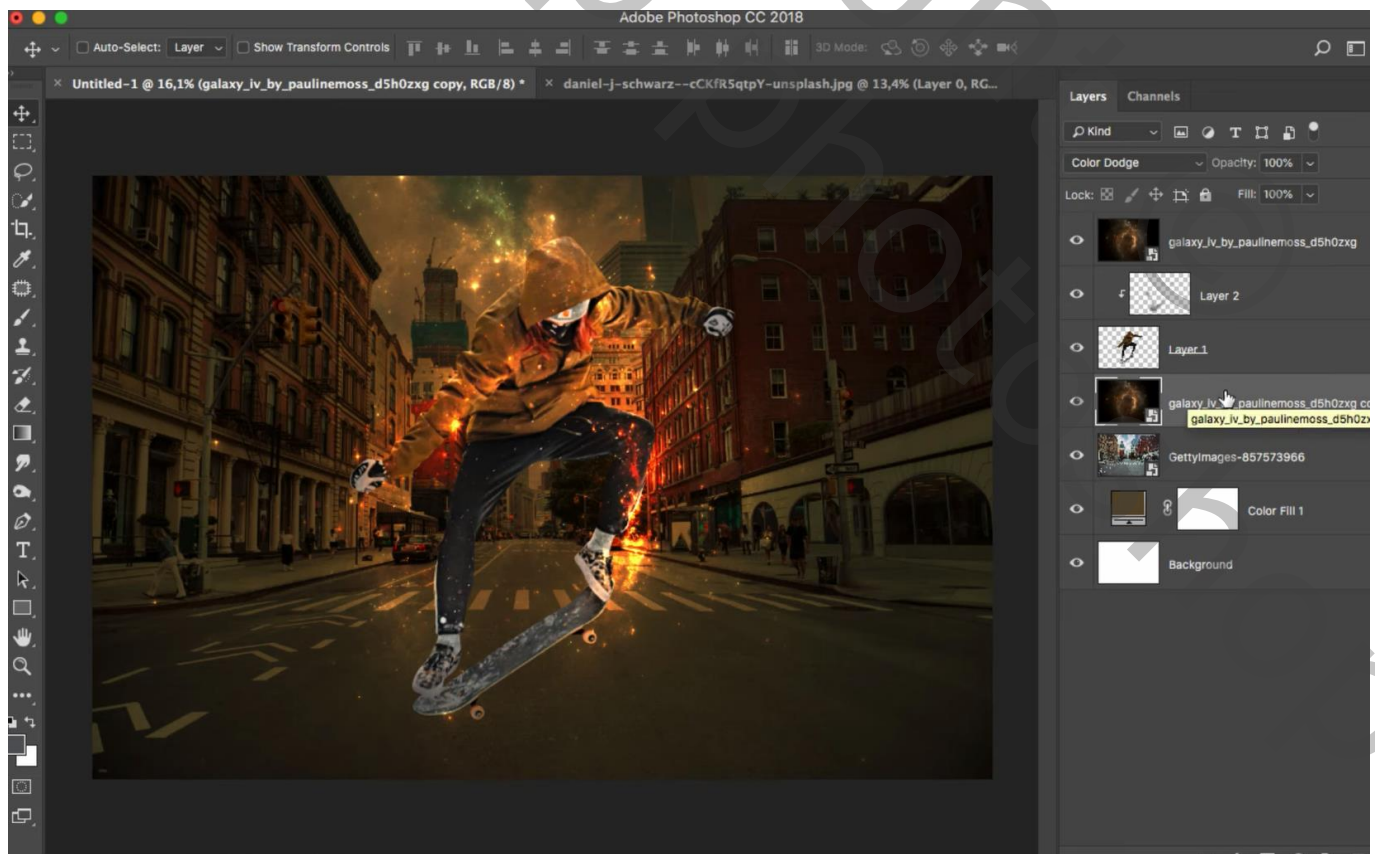 Adobe Photoshop CC 2018
Auto-Select: Layer Show Transform Controls 3D Mode:
× Untitled-1 @ 16,1% (galaxy_iv_by_paulinemoss_d5h0zxg copy, RGB/8) * × daniel-j-schwarz--cCKfR5qtpY-unsplash.jpg @ 13,4% (Layer 0, RG...
Layers Channels
Kind
Color Dodge Opacity: 100%
Lock: Fill: 100%
galaxy_iv_by_paulinemoss_d5h0zxg
Layer 2
Layer 1
galaxy_iv_by_paulinemoss_d5h0zxg co
galaxy_iv_by_paulinemoss_d5h0zx
GettyImages-857573966
Color Fill 1
Background